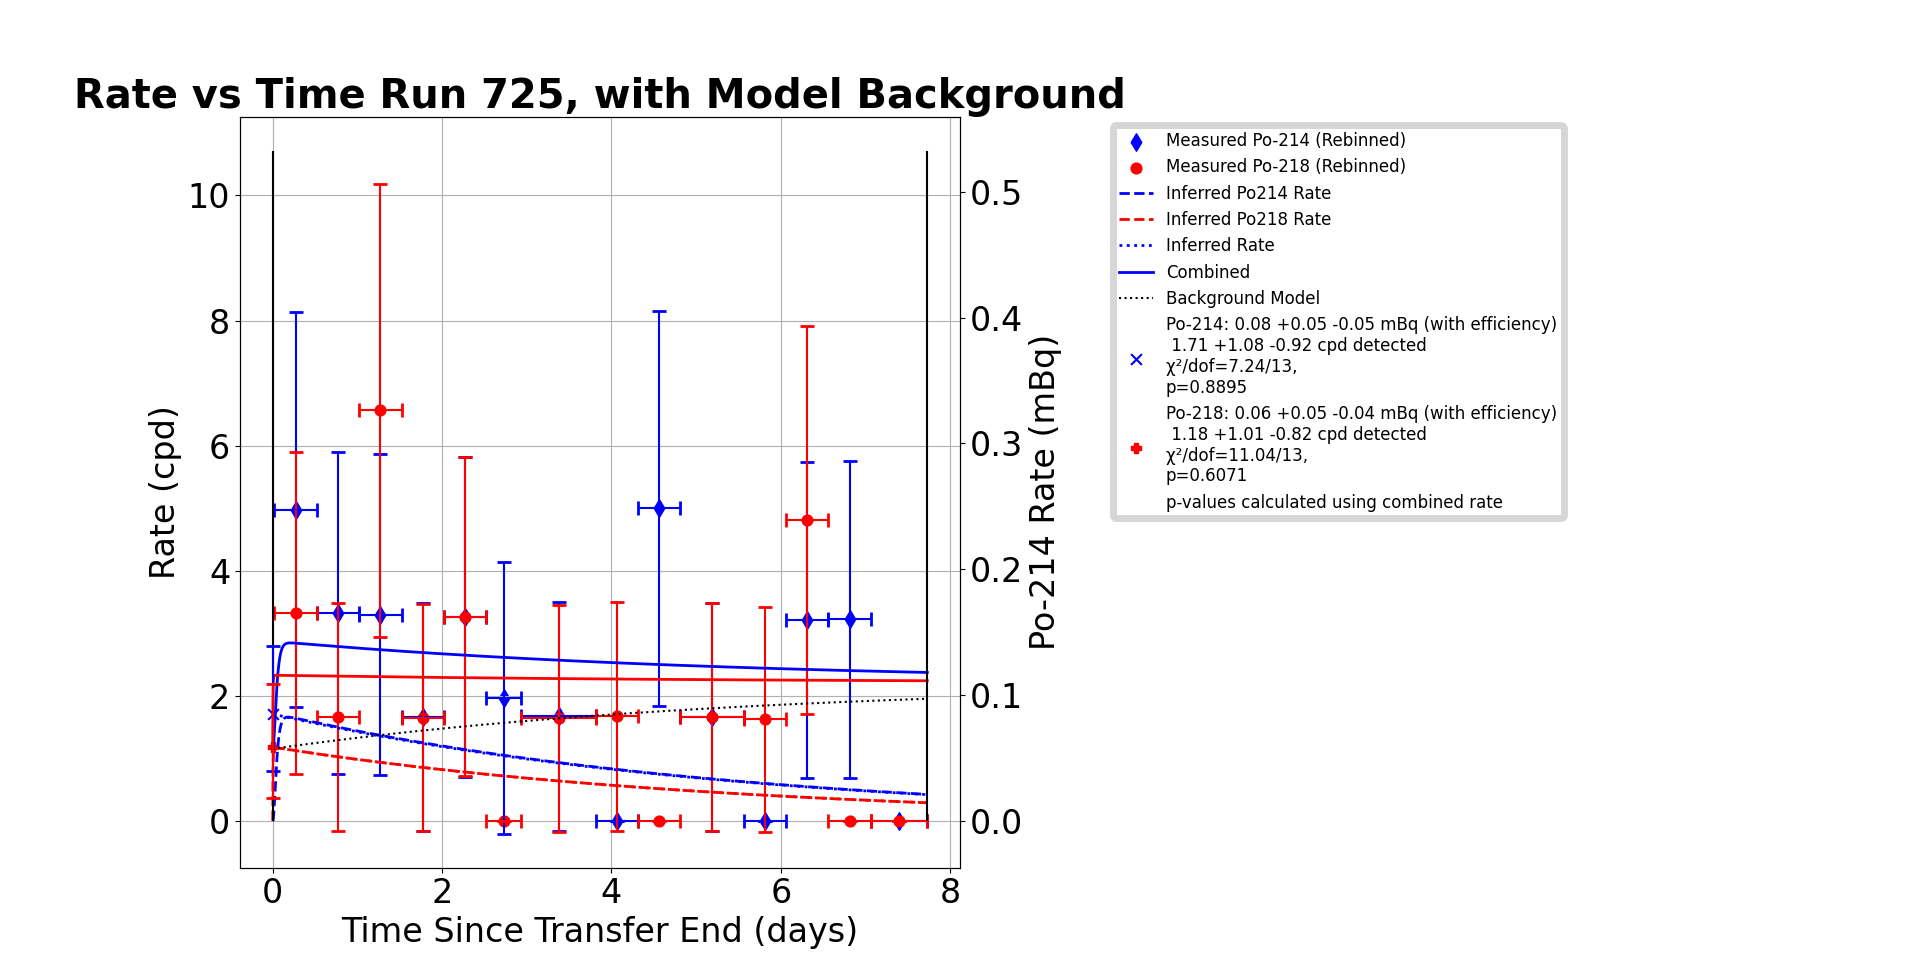 Rate vs Time Run 725, with Model Background
Rate (cpd)
10
8
6
4
2
0
0 2 4 6 8
Time Since Transfer End (days)
0.5
0.4
0.3
0.2
0.1
0.0
Po-214 Rate (mBq)
Measured Po-214 (Rebinned)
Measured Po-218 (Rebinned)
Inferred Po214 Rate
Inferred Po218 Rate
Inferred Rate
Combined
Background Model
Po-214: 0.08 +0.05 -0.05 mBq (with efficiency)
1.71 +1.08 -0.92 cpd detected
χ²/dof=7.24/13,
p=0.8895
Po-218: 0.06 +0.05 -0.04 mBq (with efficiency)
1.18 +1.01 -0.82 cpd detected
χ²/dof=11.04/13,
p=0.6071
p-values calculated using combined rate